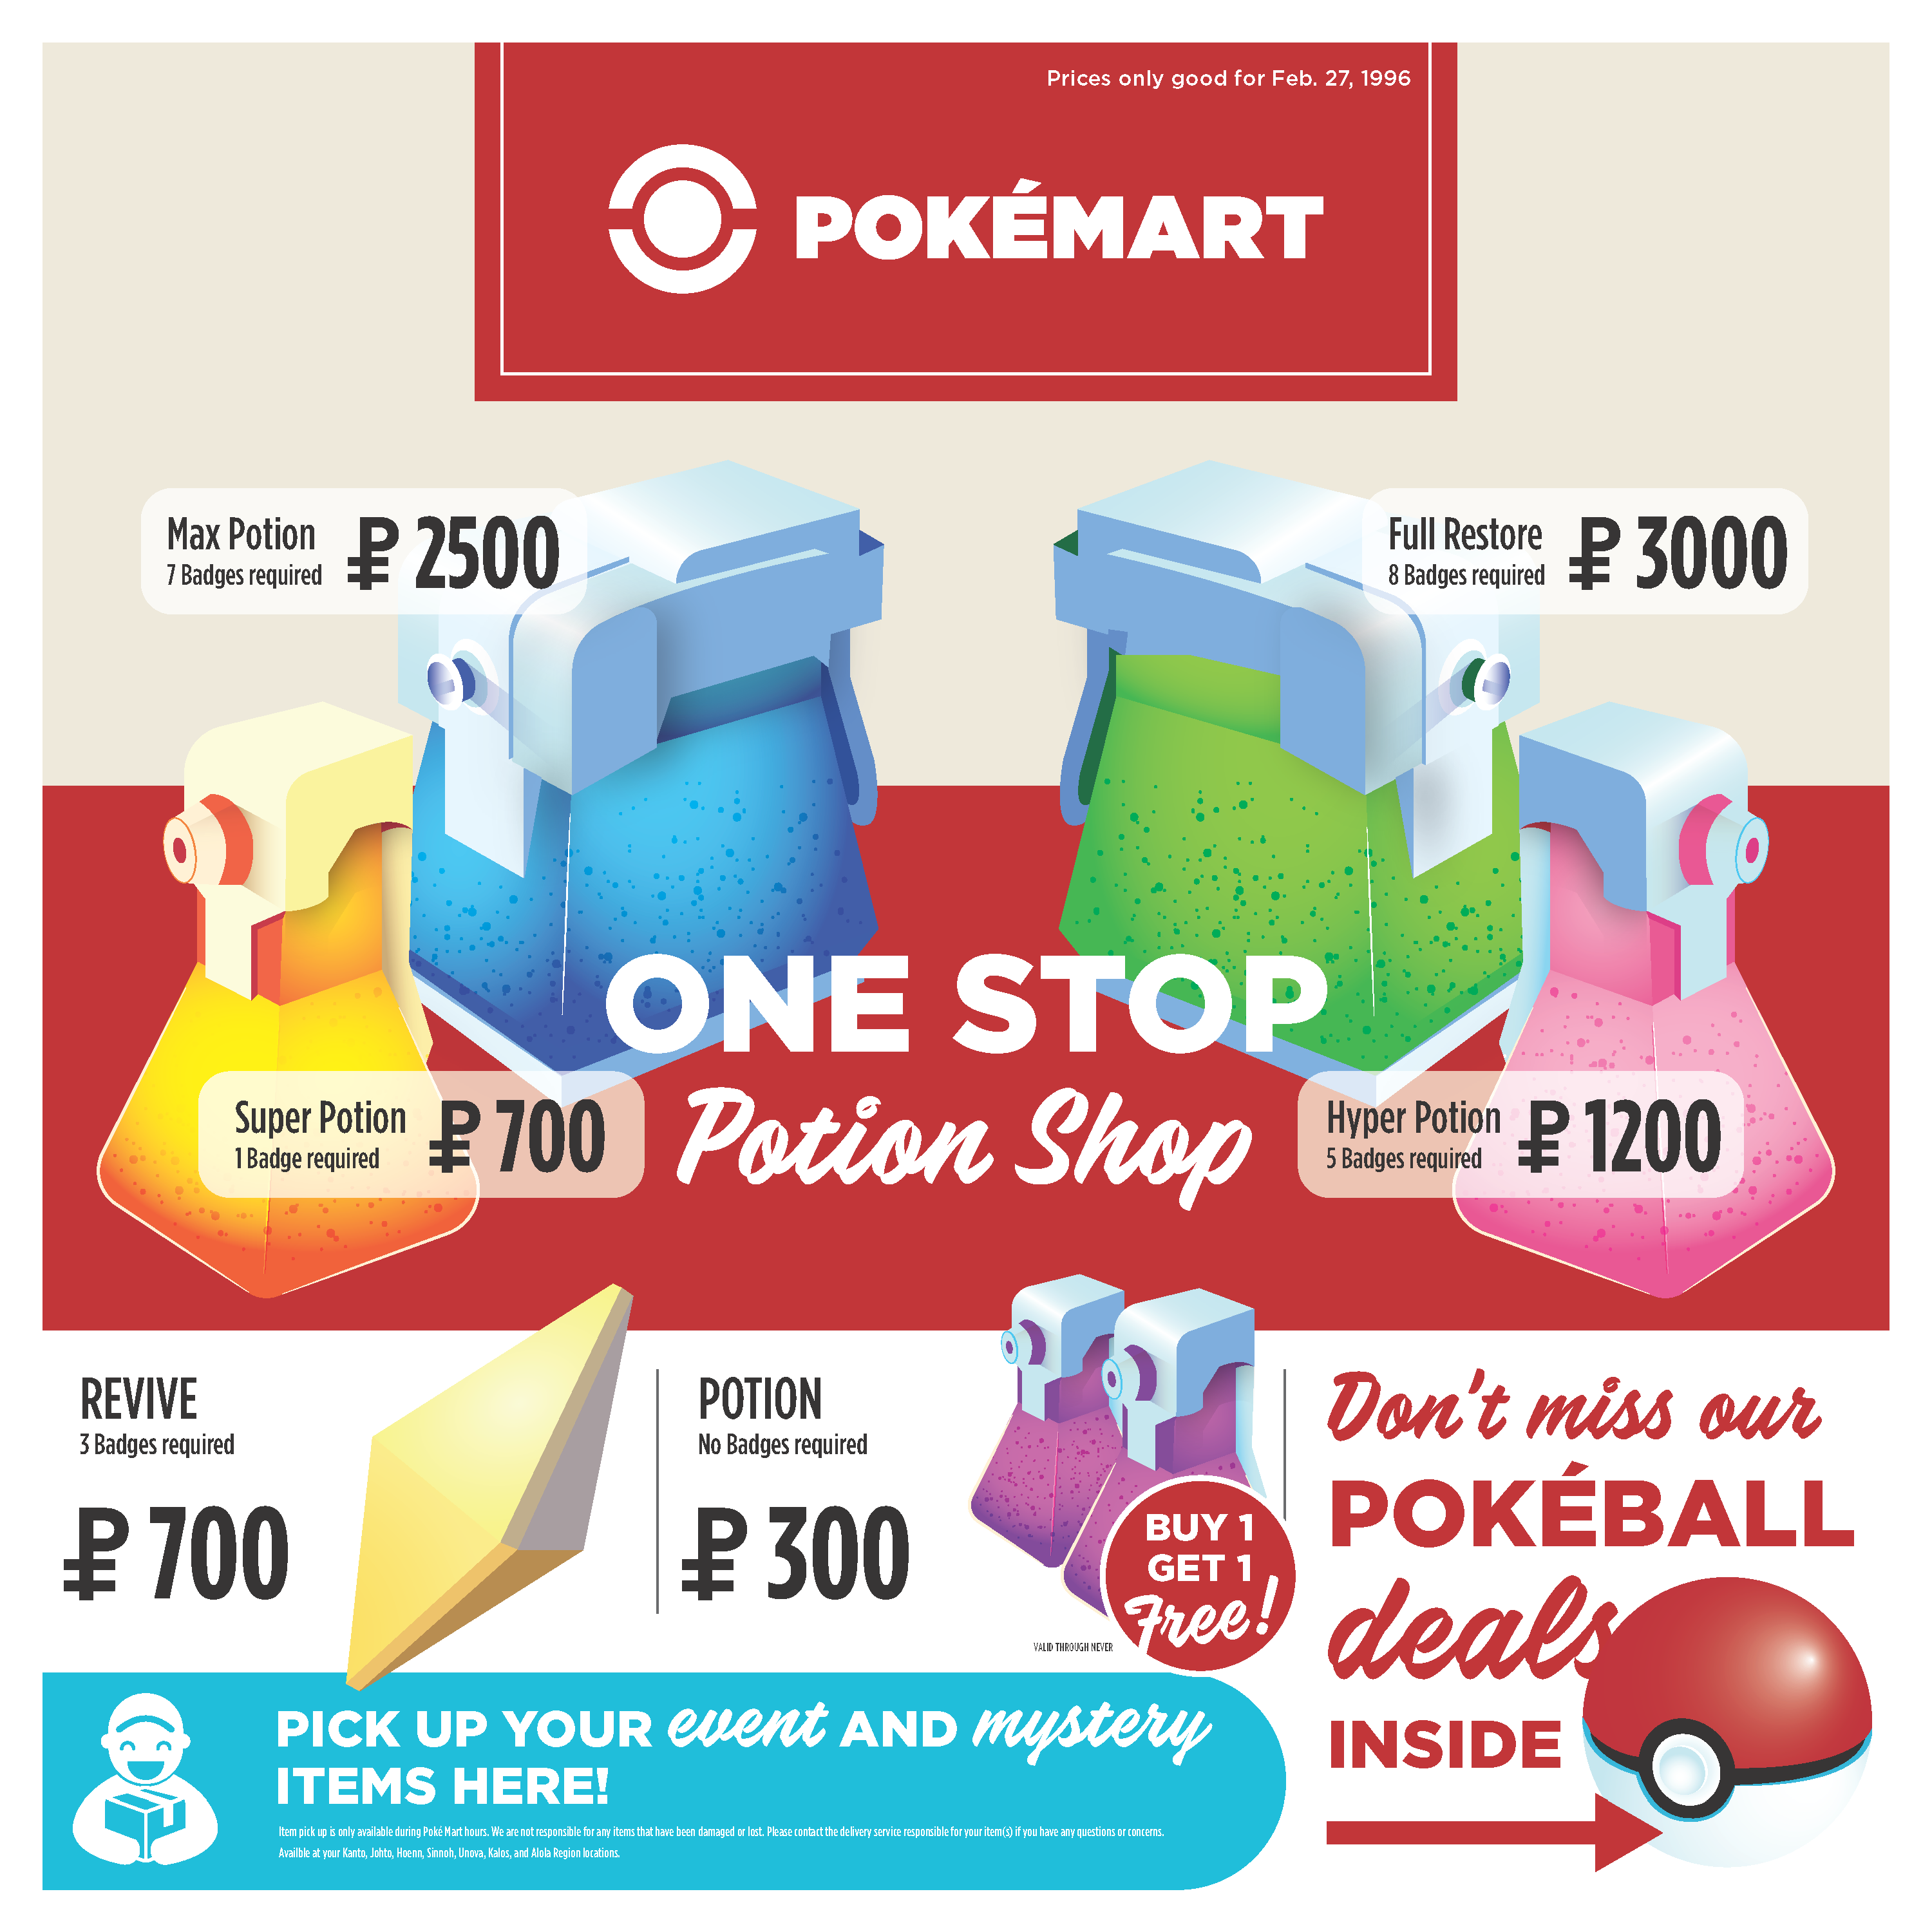 Prices only good for Feb. 27, 1996
POKÉMART
Max Potion
7 Badges required
₽ 2500
Full Restore
8 Badges required
₽ 3000
ONE STOP
Potion Shop
Super Potion
1 Badge required
₽ 700
Hyper Potion
5 Badges required
₽ 1200
REVIVE
3 Badges required
₽ 700
POTION
No Badges required
₽ 300
BUY 1
GET 1
Free!
VALID THROUGH NEVER
Don't miss our
POKÉBALL
deals
INSIDE
PICK UP YOUR event AND mystery
ITEMS HERE!
Item pick up is only available during Poké Mart hours. We are not responsible for any items that have been damaged or lost. Please contact the delivery service responsible for your item(s) if you have any questions or concerns.
Availble at your Kanto, Johto, Hoenn, Sinnoh, Unova, Kalos, and Alola Region locations.